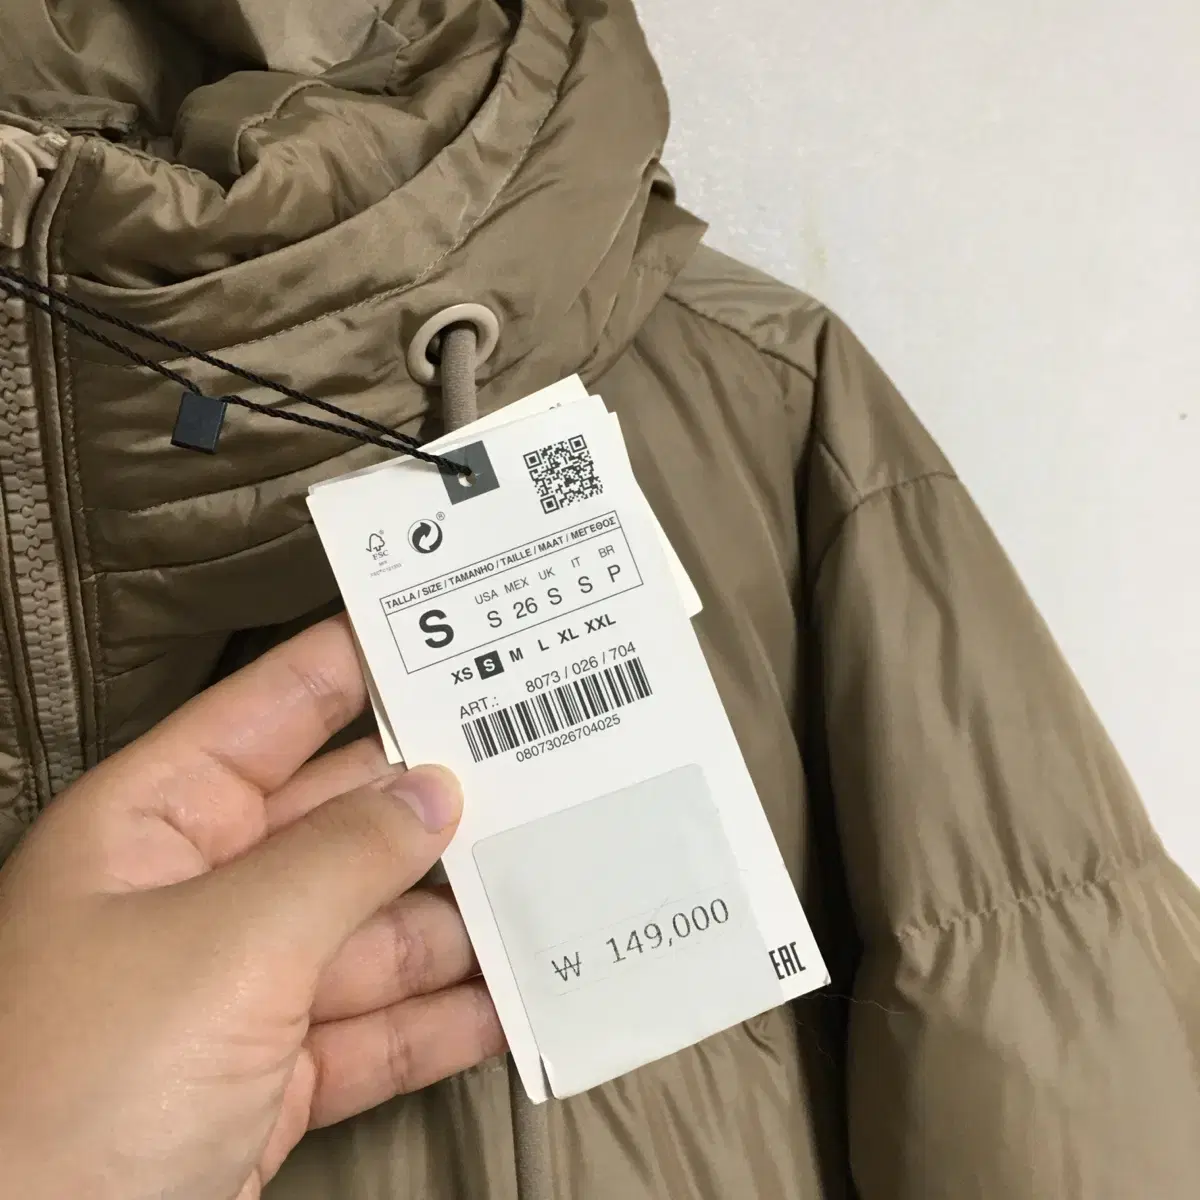 FSC
TALLA / SIZE / TAMANHO / TAILLE / MAAT / ΜΕΓΕΘΟΣ
S
USA MEX UK IT BR
S 26 S S P
XS S M L XL XXL
ART.: 8073 / 026 / 704
08073026704025
₩ 149,000
EAC